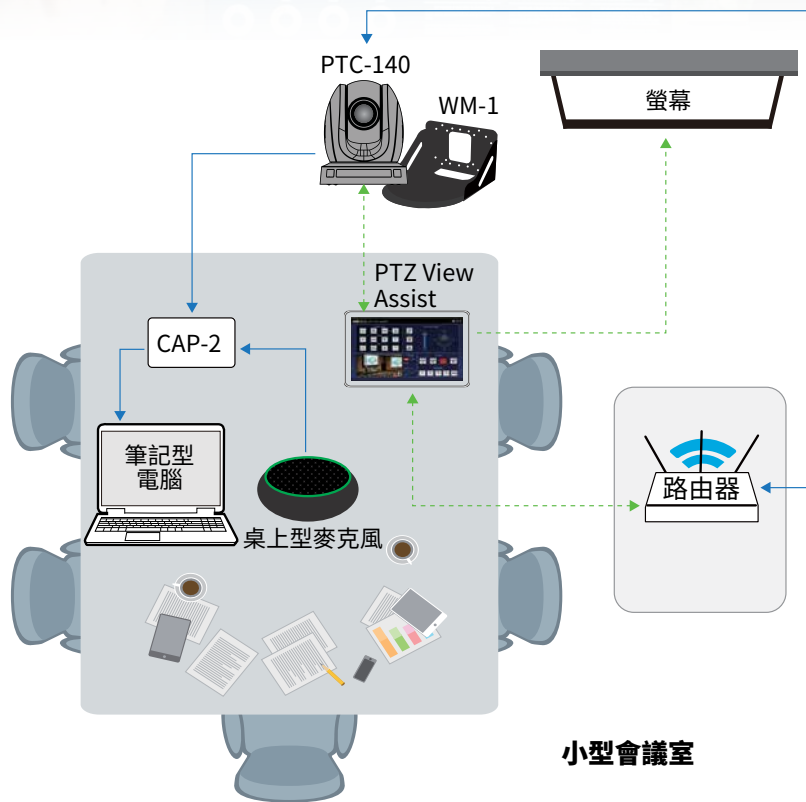 PTC-140
WM-1
螢幕
PTZ View
Assist
CAP-2
筆記型
電腦
桌上型麥克風
路由器
小型會議室